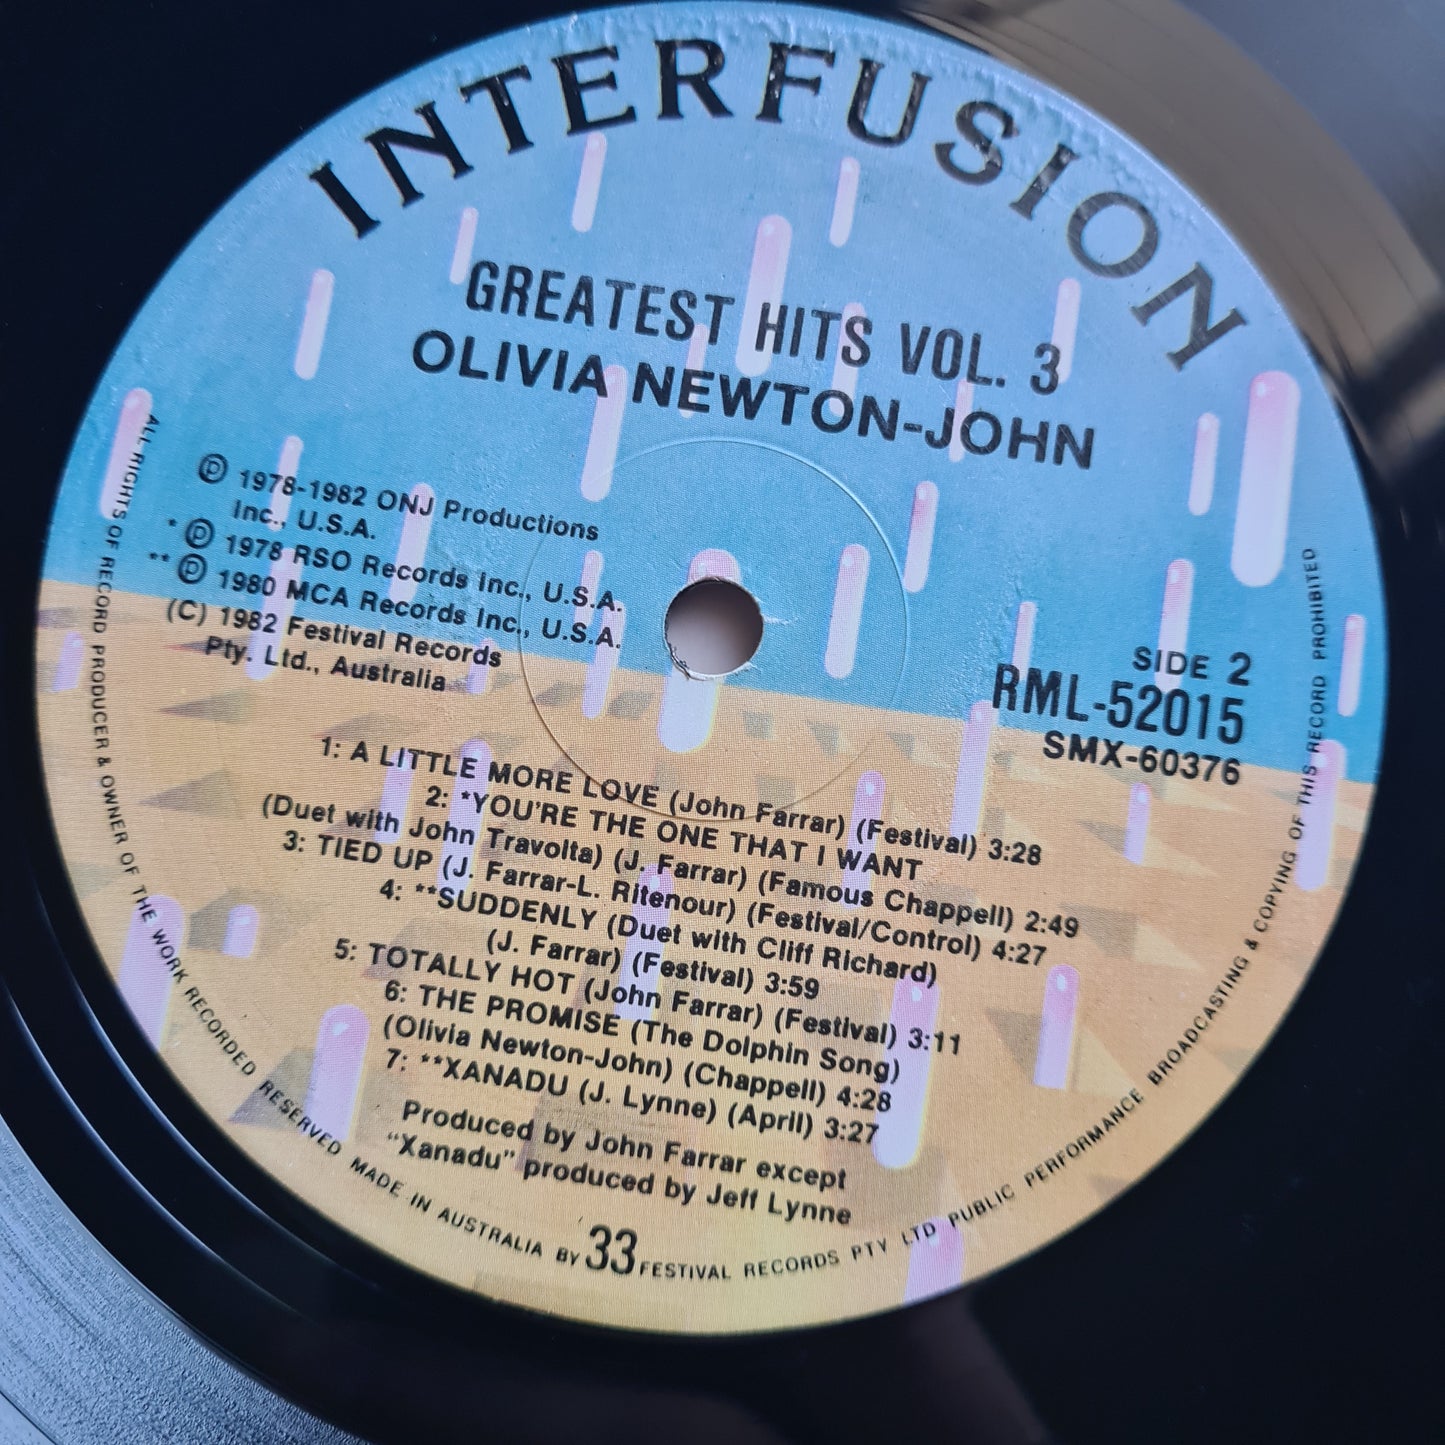 INTERFUSION
GREATEST HITS VOL. 3
OLIVIA NEWTON-JOHN
Ⓟ 1978-1982 ONJ Productions
Inc., U.S.A.
* Ⓟ 1978 RSO Records Inc., U.S.A.
** Ⓟ 1980 MCA Records Inc., U.S.A.
(C) 1982 Festival Records
Pty. Ltd., Australia
SIDE 2
RML-52015
SMX-60376
1: A LITTLE MORE LOVE (John Farrar) (Festival) 3:28
2: *YOU'RE THE ONE THAT I WANT
(Duet with John Travolta) (J. Farrar) (Famous Chappell) 2:49
3: TIED UP (J. Farrar-L. Ritenour) (Festival/Control) 4:27
4: **SUDDENLY (Duet with Cliff Richard)
(J. Farrar) (Festival) 3:59
5: TOTALLY HOT (John Farrar) (Festival) 3:11
6: THE PROMISE (The Dolphin Song)
(Olivia Newton-John) (Chappell) 4:28
7: **XANADU (J. Lynne) (April) 3:27
Produced by John Farrar except
"Xanadu" produced by Jeff Lynne
33
ALL RIGHTS OF RECORD PRODUCER & OWNER OF THE WORK RECORDED RESERVED MADE IN AUSTRALIA BY FESTIVAL RECORDS PTY LTD PUBLIC PERFORMANCE BROADCASTING & COPYING OF THIS RECORD PROHIBITED